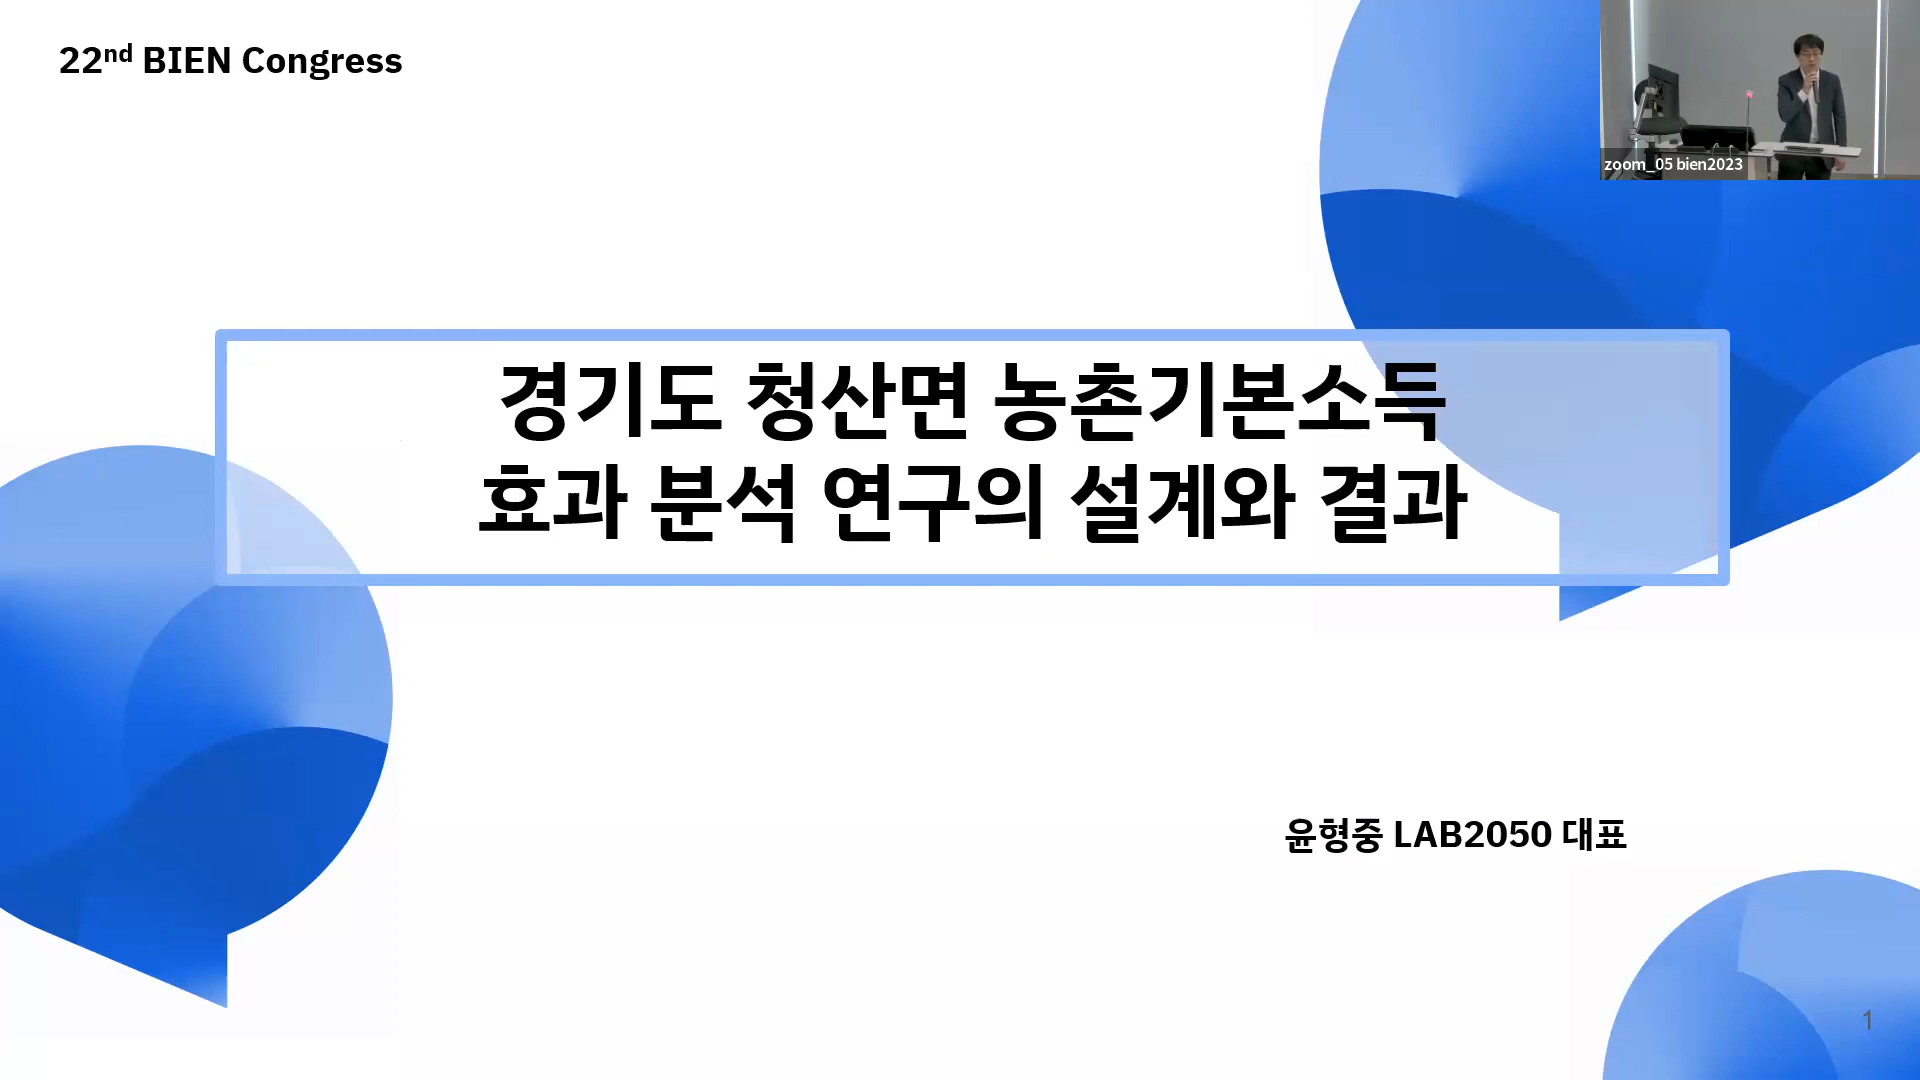 22nd BIEN Congress
zoom_05 bien2023
경기도 청산면 농촌기본소득
효과 분석 연구의 설계와 결과
윤형중 LAB2050 대표
1